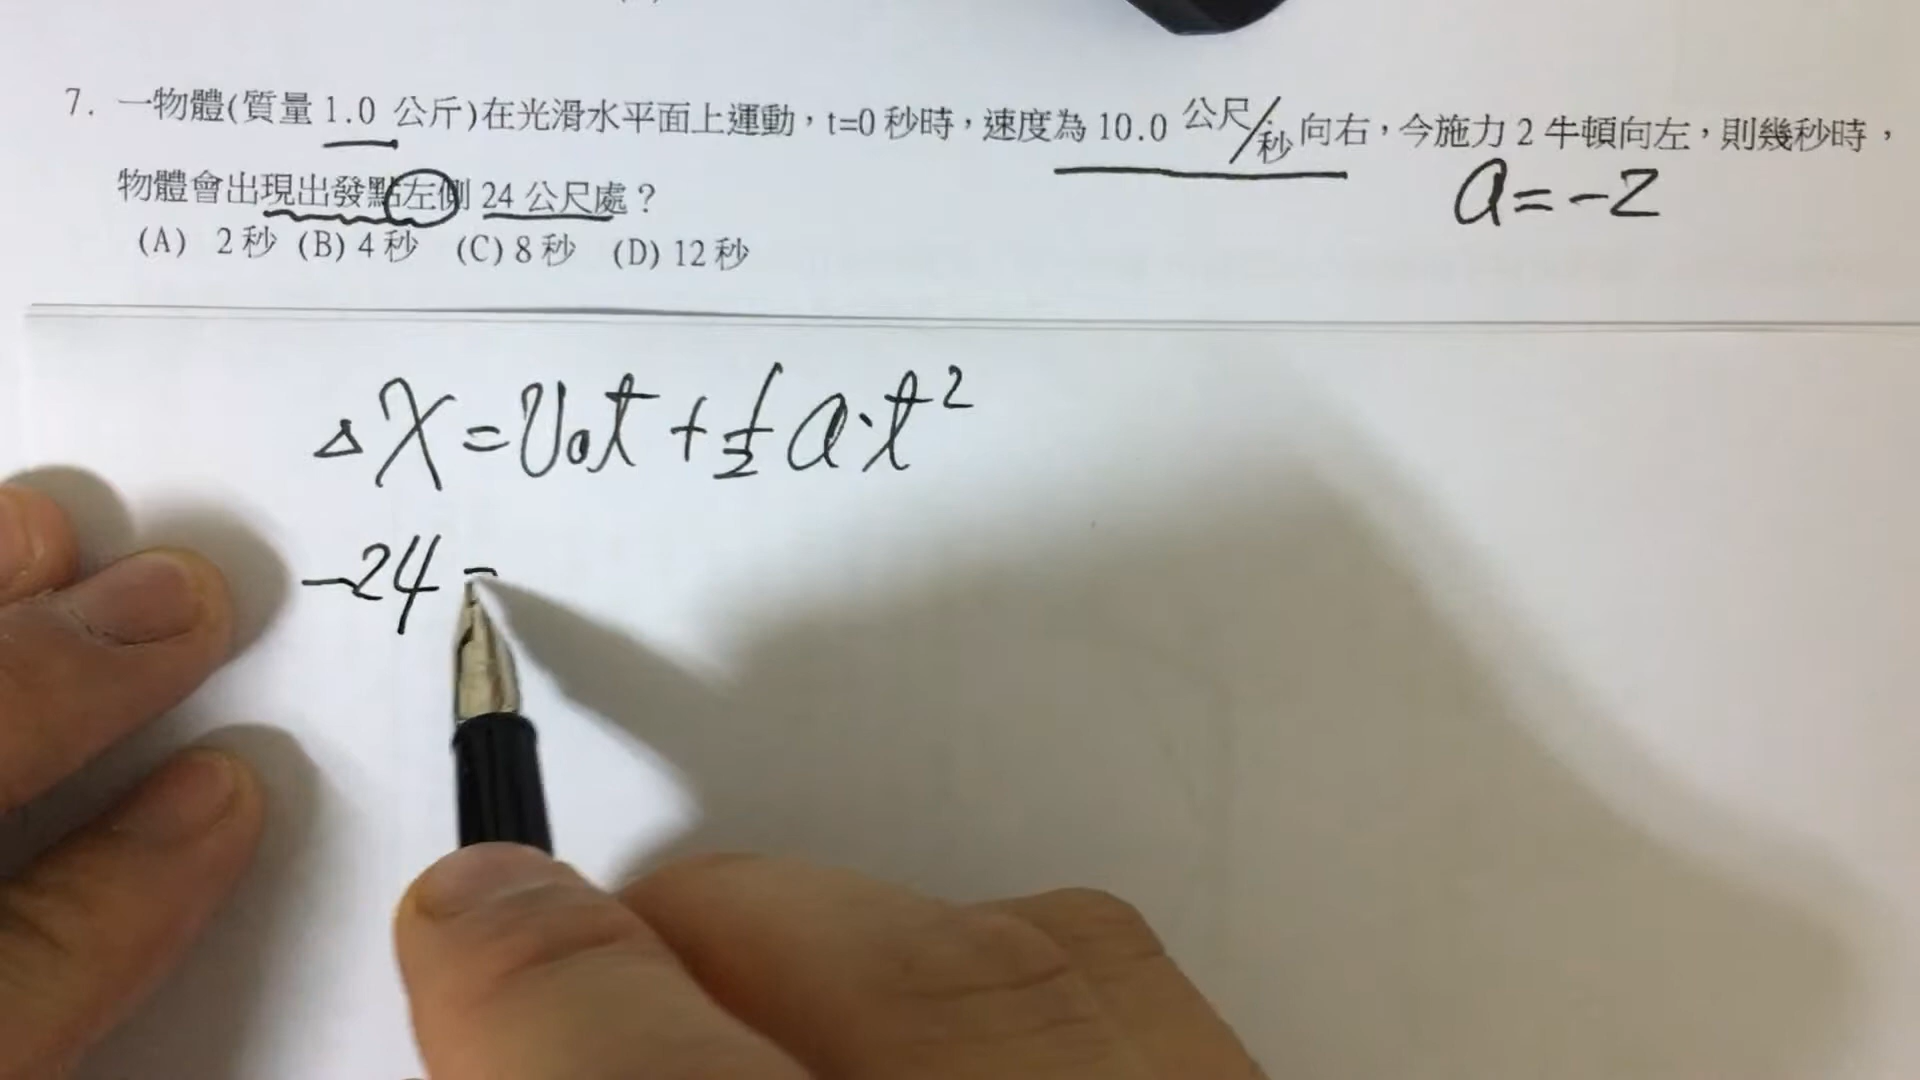 7. 一物體(質量 1.0 公斤)在光滑水平面上運動，t=0 秒時，速度為 10.0 公尺/秒 向右，今施力 2 牛頓向左，則幾秒時，
物體會出現出發點左側 24 公尺處？
a=-2
(A) 2 秒 (B) 4 秒 (C) 8 秒 (D) 12 秒
△X=V₀t+½a·t²
-24=